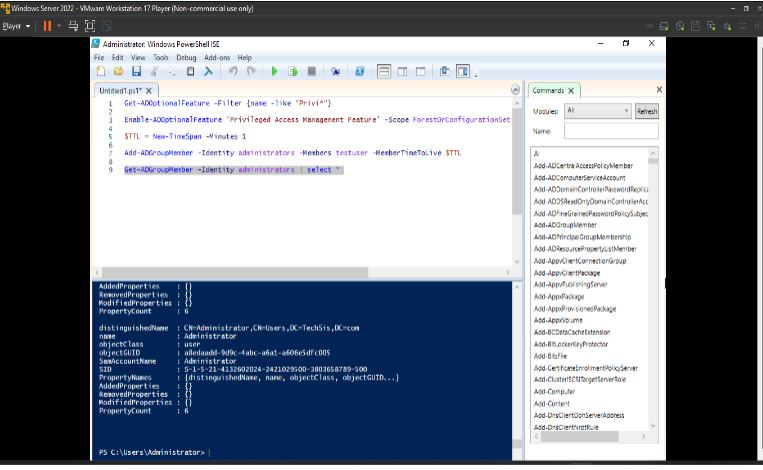 Windows Server 2022 - VMware Workstation 17 Player (Non-commercial use only)
Player
Administrator: Windows PowerShell ISE
File Edit View Tools Debug Add-ons Help
Untitled1.ps1* X
1 Get-ADOptionalFeature -Filter {name -like "Privi*"}
2
3 Enable-ADOptionalFeature 'Privileged Access Management Feature' -Scope ForestOrConfigurationSet
4
5 $TTL = New-TimeSpan -Minutes 1
6
7 Add-ADGroupMember -Identity administrators -Members testuser -MemberTimeToLive $TTL
8
9 Get-ADGroupMember -Identity administrators | select *
AddedProperties : {}
RemovedProperties : {}
ModifiedProperties : {}
PropertyCount : 6
distinguishedName : CN=Administrator,CN=Users,DC=TechSis,DC=com
name : Administrator
objectClass : user
objectGUID : a8edaadd-9d9c-4abc-a6a1-a606e5dfc005
SamAccountName : Administrator
SID : S-1-5-21-4132602024-2421029500-3803658789-500
PropertyNames : {distinguishedName, name, objectClass, objectGUID...}
AddedProperties : {}
RemovedProperties : {}
ModifiedProperties : {}
PropertyCount : 6
PS C:\Users\Administrator>
Commands X
Modules: All Refresh
Name:
A:
Add-ADCentralAccessPolicyMember
Add-ADComputerServiceAccount
Add-ADDomainControllerPasswordReplica
Add-ADDSReadOnlyDomainControllerAcc
Add-ADFineGrainedPasswordPolicySubjec
Add-ADGroupMember
Add-ADPrincipalGroupMembership
Add-ADResourcePropertyListMember
Add-AppvClientConnectionGroup
Add-AppvClientPackage
Add-AppvPublishingServer
Add-AppxPackage
Add-AppxProvisionedPackage
Add-AppxVolume
Add-BCDataCacheExtension
Add-BitLockerKeyProtector
Add-BitsFile
Add-CertificateEnrollmentPolicyServer
Add-ClusteriSCSITargetServerRole
Add-Computer
Add-Content
Add-DnsClientDohServerAddress
Add-DnsClientNrptRule